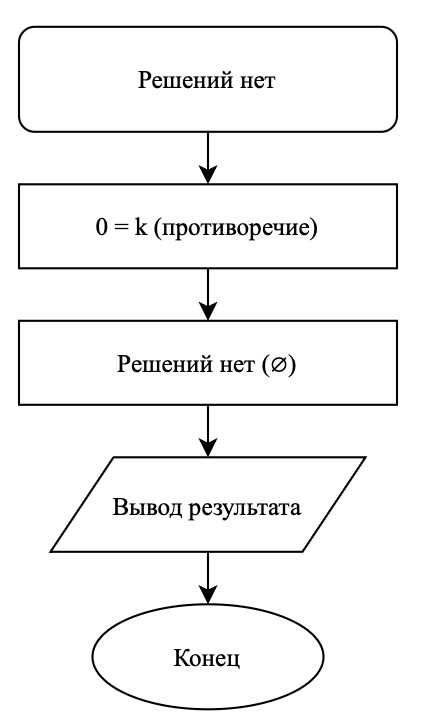 Решений нет
0 = k (противоречие)
Решений нет (∅)
Вывод результата
Конец